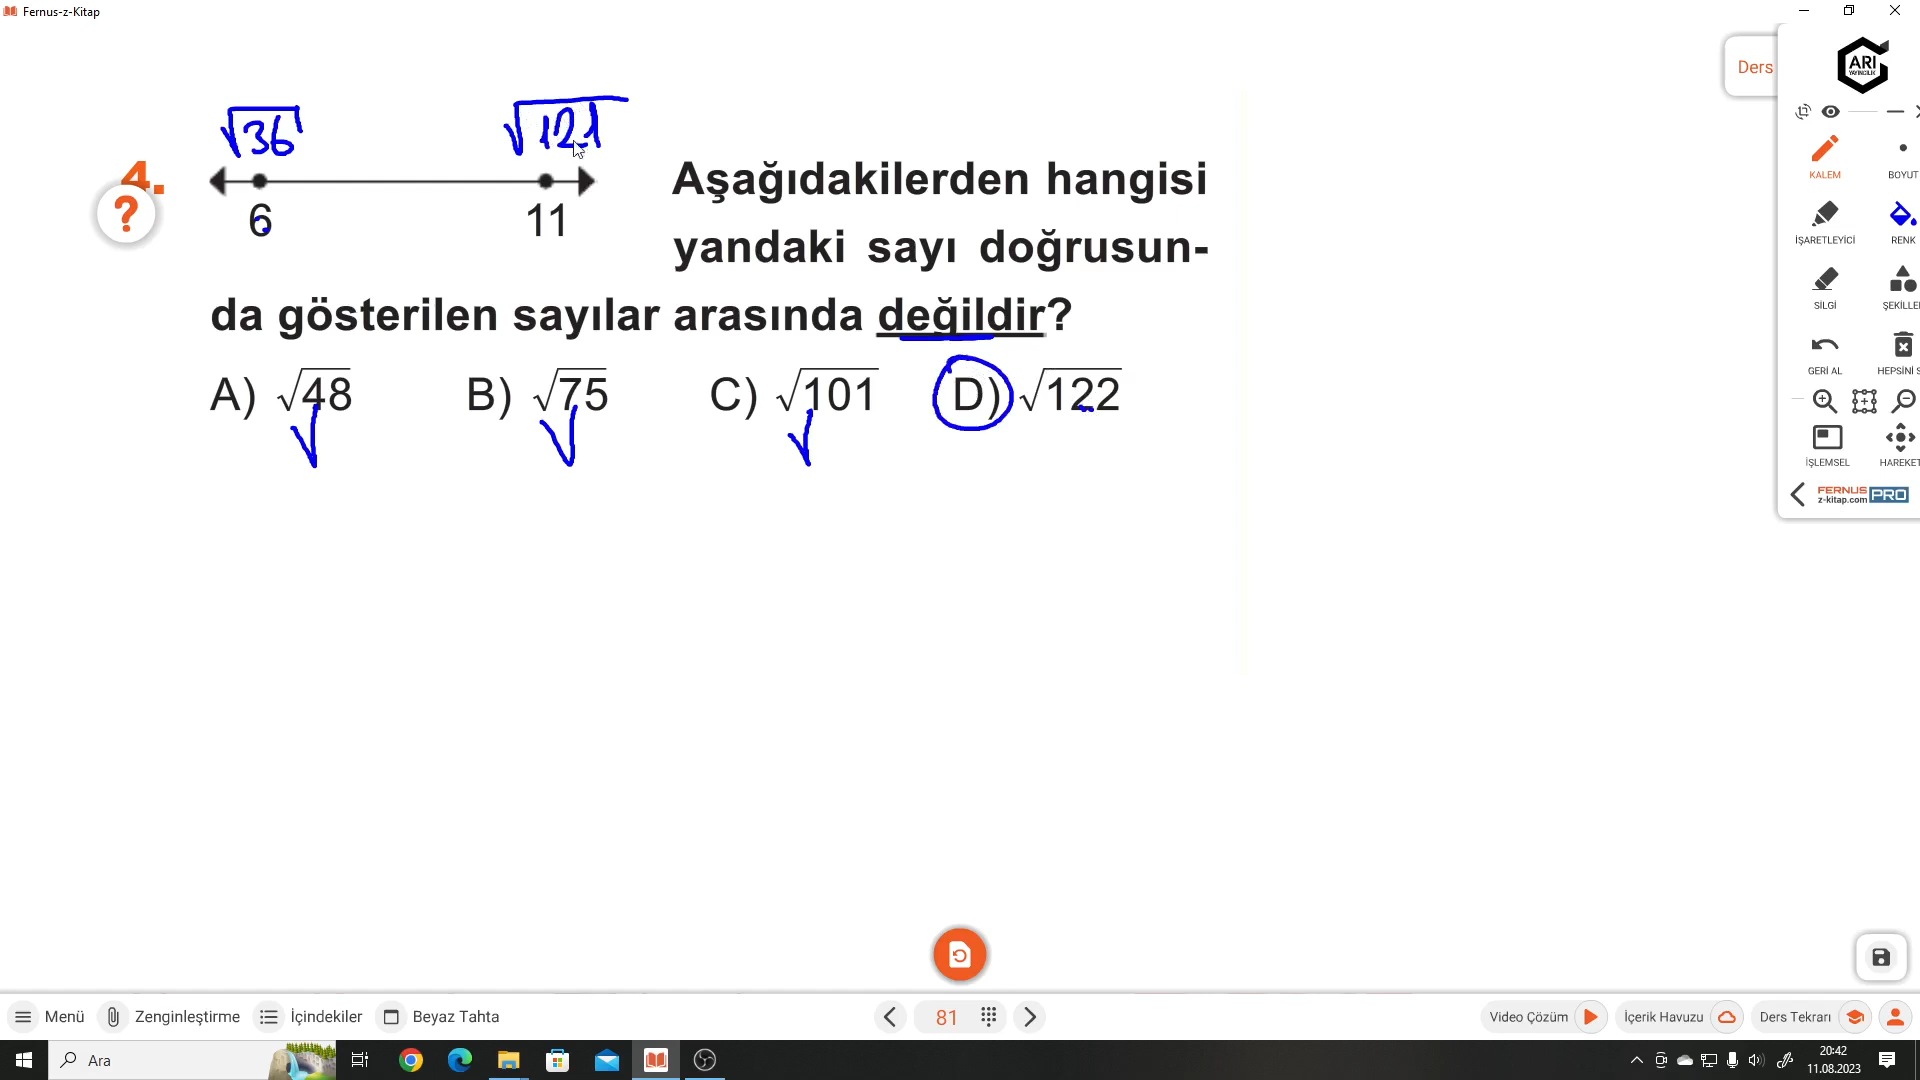 Fernus-z-Kitap
Ders
ARI
YAYINCILIK
√36
√121
4.
?
6
11
Aşağıdakilerden hangisi
yandaki sayı doğrusun-
da gösterilen sayılar arasında değildir?
A) √48 B) √75 C) √101 D) √122
KALEM
BOYUT
İŞARETLEYİCİ
RENK
SİLGİ
ŞEKİLLE
GERİ AL
HEPSİNİ S
İŞLEMSEL
HAREKET
FERNUS PRO
z-kitap.com
Menü
Zenginleştirme
İçindekiler
Beyaz Tahta
81
Video Çözüm
İçerik Havuzu
Ders Tekrarı
Ara
20:42
11.08.2023